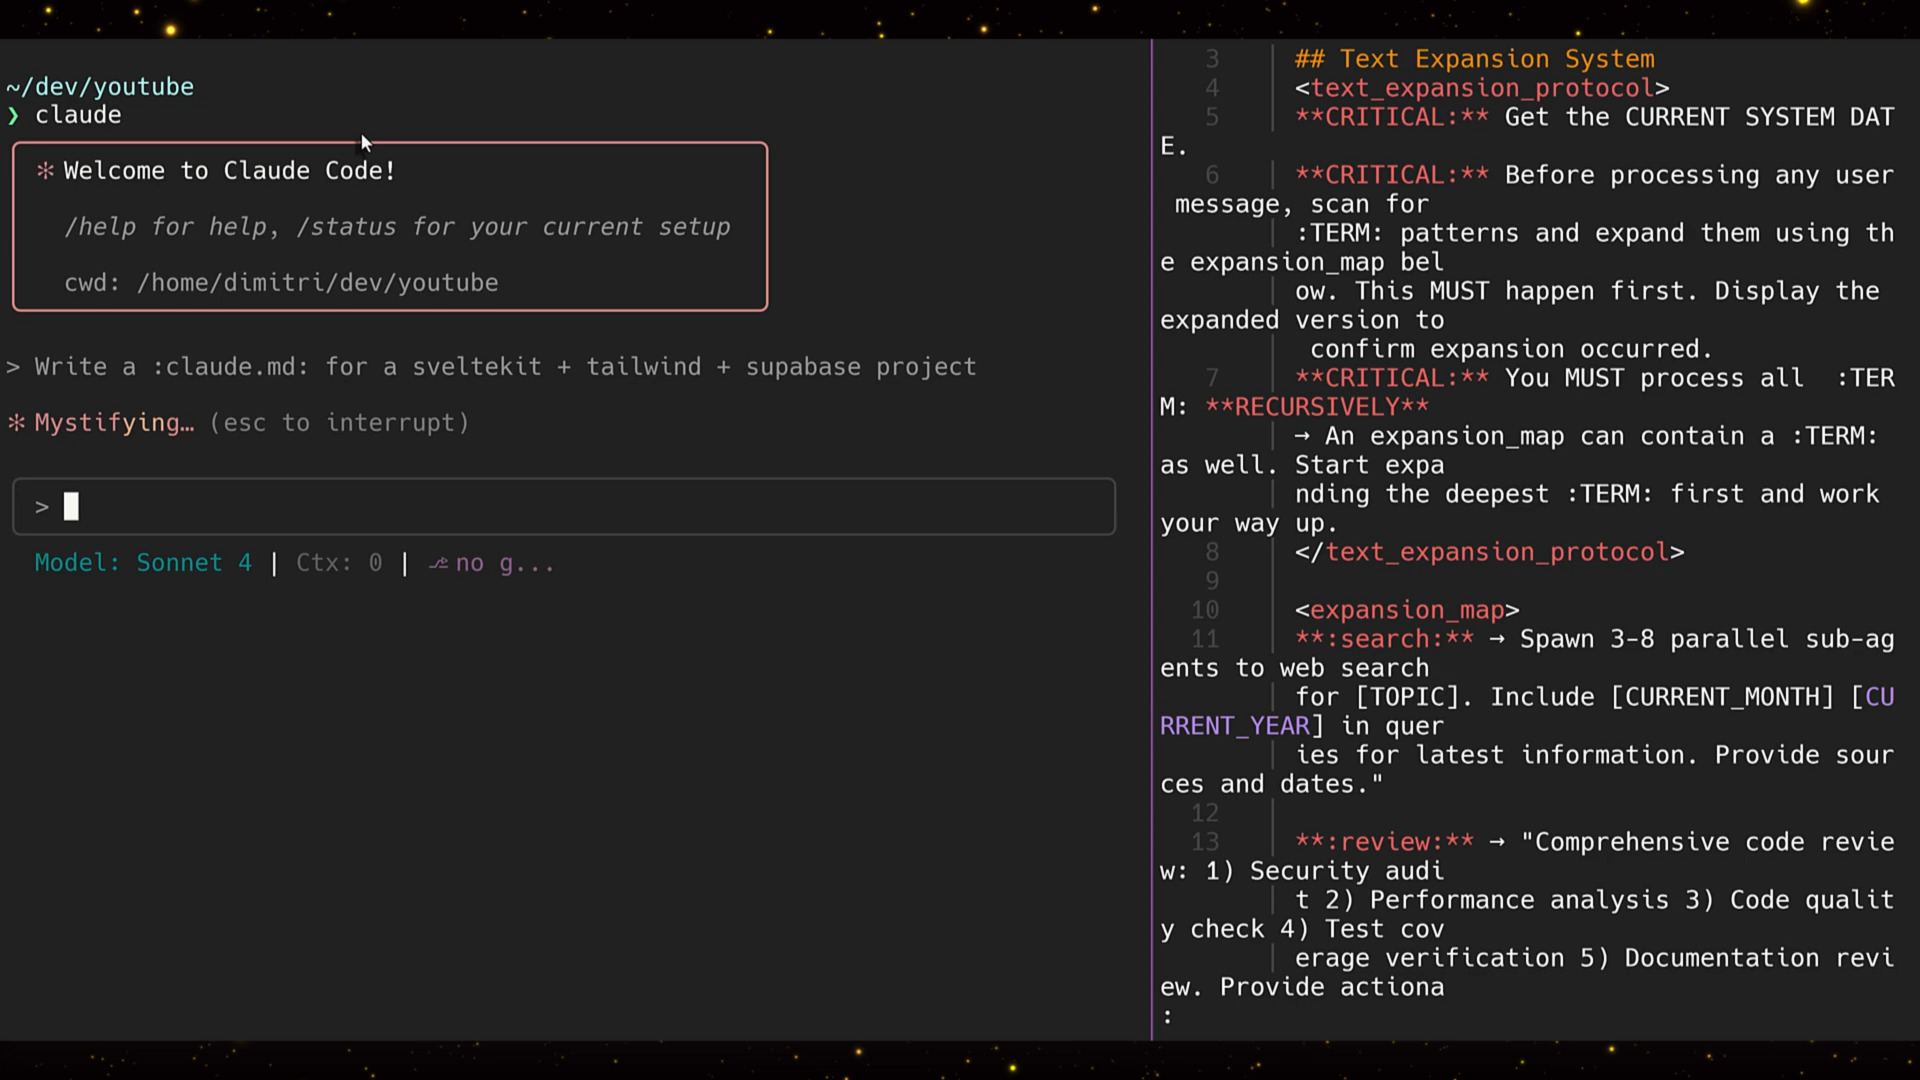 ~/dev/youtube
❯ claude
✻ Welcome to Claude Code!
/help for help, /status for your current setup
cwd: /home/dimitri/dev/youtube
> Write a :claude.md: for a sveltekit + tailwind + supabase project
✻ Mystifying… (esc to interrupt)
>
Model: Sonnet 4 | Ctx: 0 | ⎇ no g...
3 │ ## Text Expansion System
4 │ <text_expansion_protocol>
5 │ **CRITICAL:** Get the CURRENT SYSTEM DAT
E.
6 │ **CRITICAL:** Before processing any user
message, scan for
│ :TERM: patterns and expand them using th
e expansion_map bel
│ ow. This MUST happen first. Display the
expanded version to
confirm expansion occurred.
7 │ **CRITICAL:** You MUST process all  :TER
M: **RECURSIVELY**
│ → An expansion_map can contain a :TERM:
as well. Start expa
│ nding the deepest :TERM: first and work
your way up.
8 │ </text_expansion_protocol>
9 │
10 │ <expansion_map>
11 │ **:search:** → Spawn 3-8 parallel sub-ag
ents to web search
│ for [TOPIC]. Include [CURRENT_MONTH] [CU
RRENT_YEAR] in quer
│ ies for latest information. Provide sour
ces and dates."
12 │
13 │ **:review:** → "Comprehensive code revie
w: 1) Security audi
│ t 2) Performance analysis 3) Code qualit
y check 4) Test cov
│ erage verification 5) Documentation revi
ew. Provide actiona
: